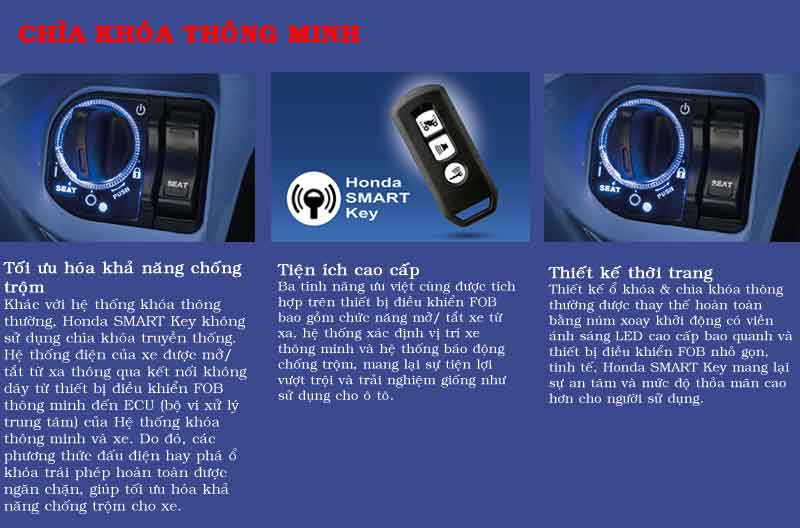 CHÌA KHÓA THÔNG MINH
SEAT
PUSH
SEAT
Honda
SMART
Key
SEAT
PUSH
SEAT
Tối ưu hóa khả năng chống
trộm
Khác với hệ thống khóa thông
thường, Honda SMART Key không
sử dụng chìa khóa truyền thống.
Hệ thống điện của xe được mở/
tắt từ xa thông qua kết nối không
dây từ thiết bị điều khiển FOB
thông minh đến ECU (bộ vi xử lý
trung tâm) của Hệ thống khóa
thông minh và xe. Do đó, các
phương thức đấu điện hay phá ổ
khóa trái phép hoàn toàn được
ngăn chặn, giúp tối ưu hóa khả
năng chống trộm cho xe.
Tiện ích cao cấp
Ba tính năng ưu việt cùng được tích
hợp trên thiết bị điều khiển FOB
bao gồm chức năng mở/ tắt xe từ
xa, hệ thống xác định vị trí xe
thông minh và hệ thống báo động
chống trộm, mang lại sự tiện lợi
vượt trội và trải nghiệm giống như
sử dụng cho ô tô.
Thiết kế thời trang
Thiết kế ổ khóa & chìa khóa thông
thường được thay thế hoàn toàn
bằng núm xoay khởi động có viền
ánh sáng LED cao cấp bao quanh và
thiết bị điều khiển FOB nhỏ gọn,
tinh tế, Honda SMART Key mang lại
sự an tâm và mức độ thỏa mãn cao
hơn cho người sử dụng.